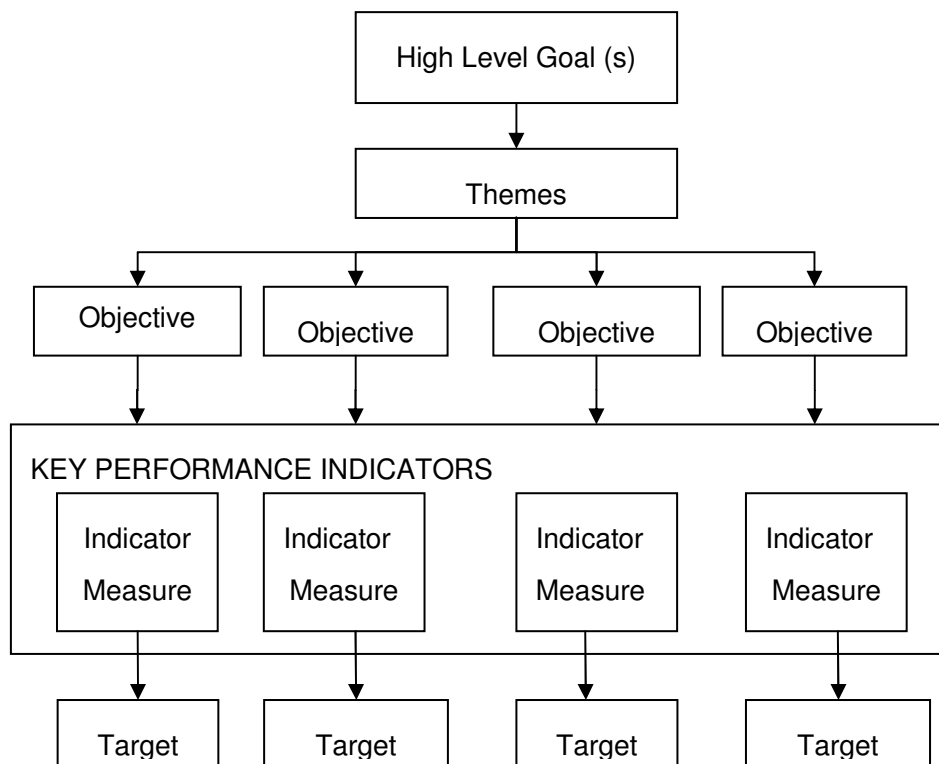 High Level Goal (s)
Themes
Objective
Objective
Objective
Objective
KEY PERFORMANCE INDICATORS
Indicator
Measure
Indicator
Measure
Indicator
Measure
Indicator
Measure
Target
Target
Target
Target